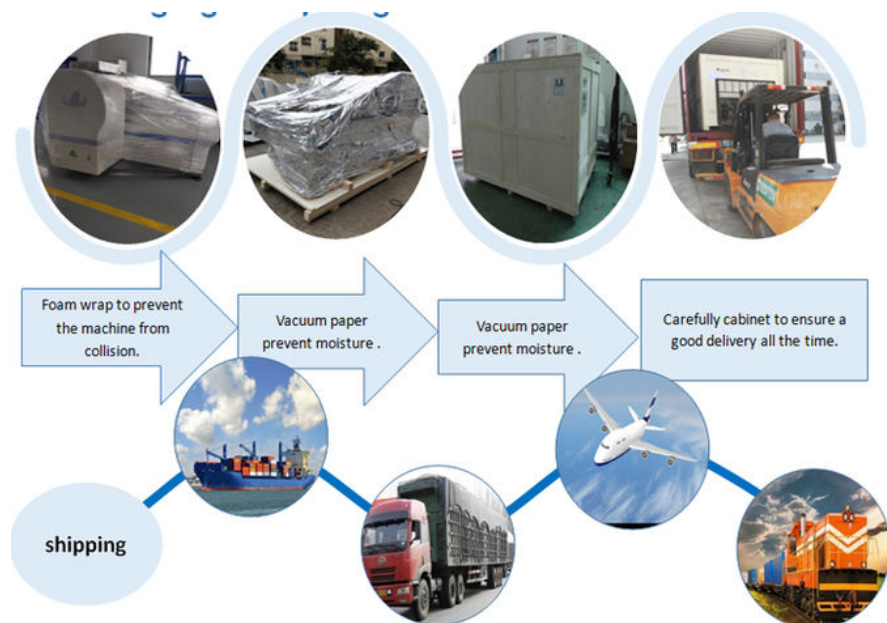 Foam wrap to prevent
the machine from
collision.
Vacuum paper
prevent moisture .
Vacuum paper
prevent moisture .
Carefully cabinet to ensure a
good delivery all the time.
shipping